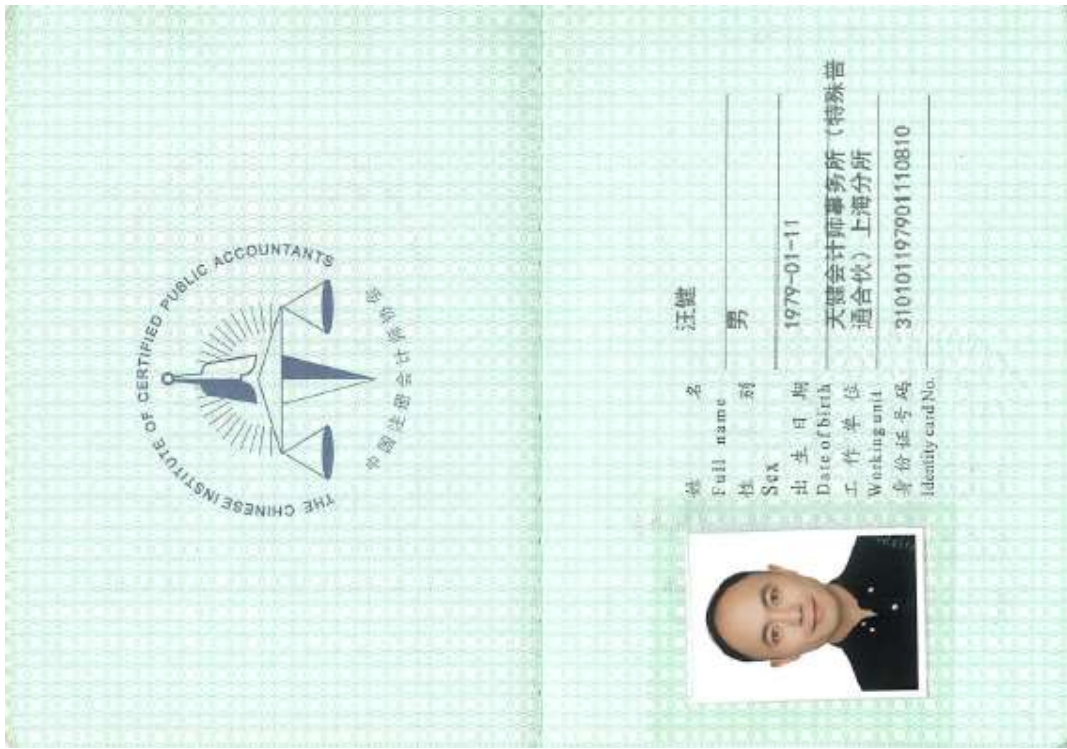 THE CHINESE INSTITUTE OF CERTIFIED PUBLIC ACCOUNTANTS
中国注册会计师协会
姓名 汪健
Full name
性别 男
Sex
出生日期 1979-01-11
Date of birth
工作单位 天健会计师事务所（特殊普
通合伙）上海分所
Working unit
身份证号码 310101197901110810
Identity card No.